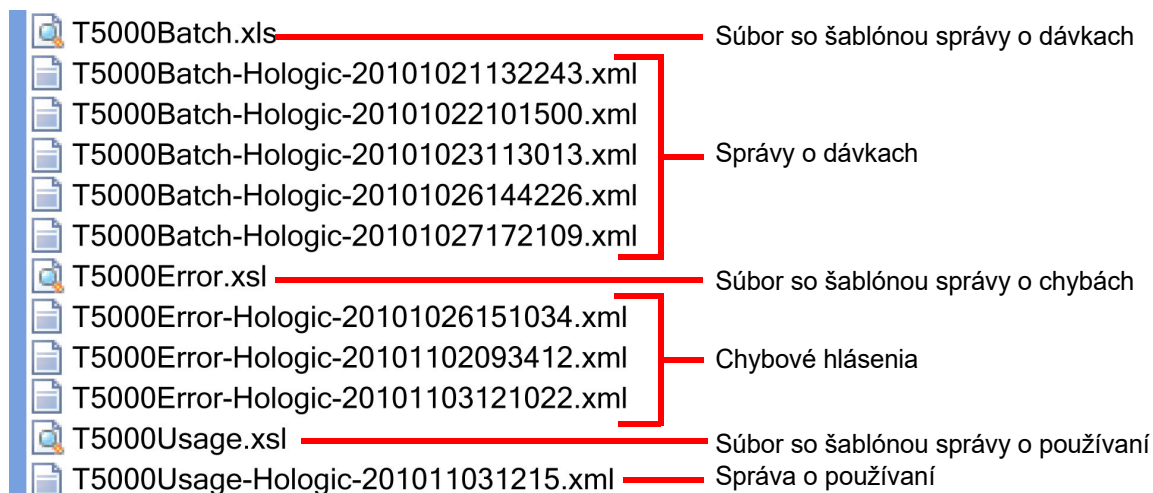 T5000Batch.xls Súbor so šablónou správy o dávkach
T5000Batch-Hologic-20101021132243.xml
T5000Batch-Hologic-20101022101500.xml
T5000Batch-Hologic-20101023113013.xml Správy o dávkach
T5000Batch-Hologic-20101026144226.xml
T5000Batch-Hologic-20101027172109.xml
T5000Error.xsl Súbor so šablónou správy o chybách
T5000Error-Hologic-20101026151034.xml
T5000Error-Hologic-20101102093412.xml Chybové hlásenia
T5000Error-Hologic-20101103121022.xml
T5000Usage.xsl Súbor so šablónou správy o používaní
T5000Usage-Hologic-201011031215.xml Správa o používaní